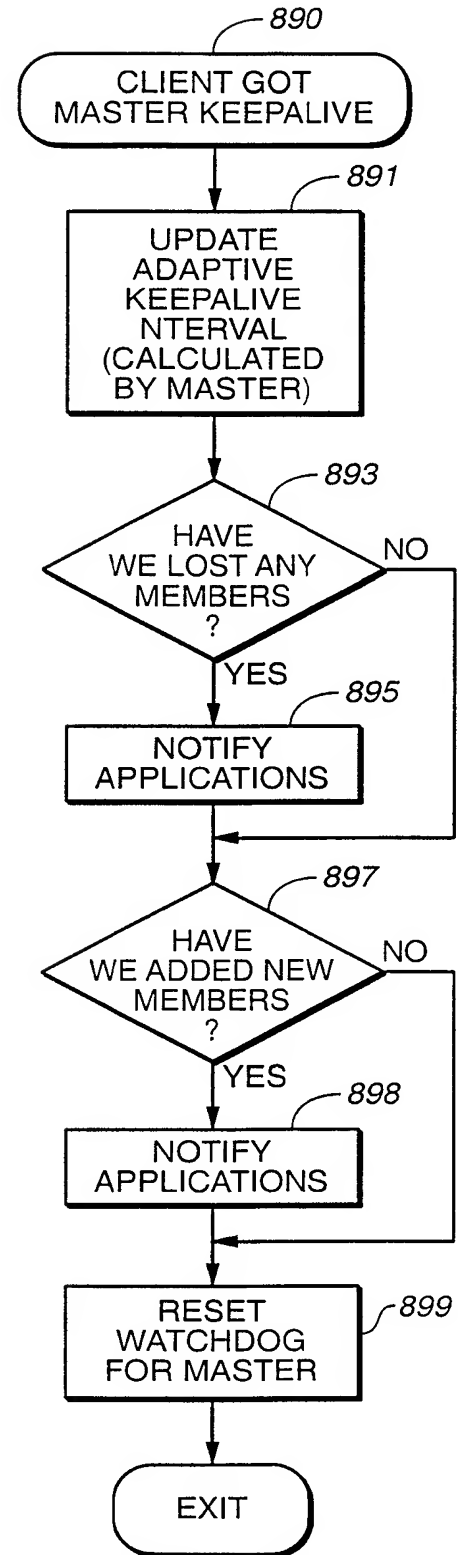 890
CLIENT GOT
MASTER KEEPALIVE
891
UPDATE
ADAPTIVE
KEEPALIVE
NTERVAL
(CALCULATED
BY MASTER)
893
HAVE
WE LOST ANY
MEMBERS
?
NO
YES
895
NOTIFY
APPLICATIONS
897
HAVE
WE ADDED NEW
MEMBERS
?
NO
YES
898
NOTIFY
APPLICATIONS
899
RESET
WATCHDOG
FOR MASTER
EXIT